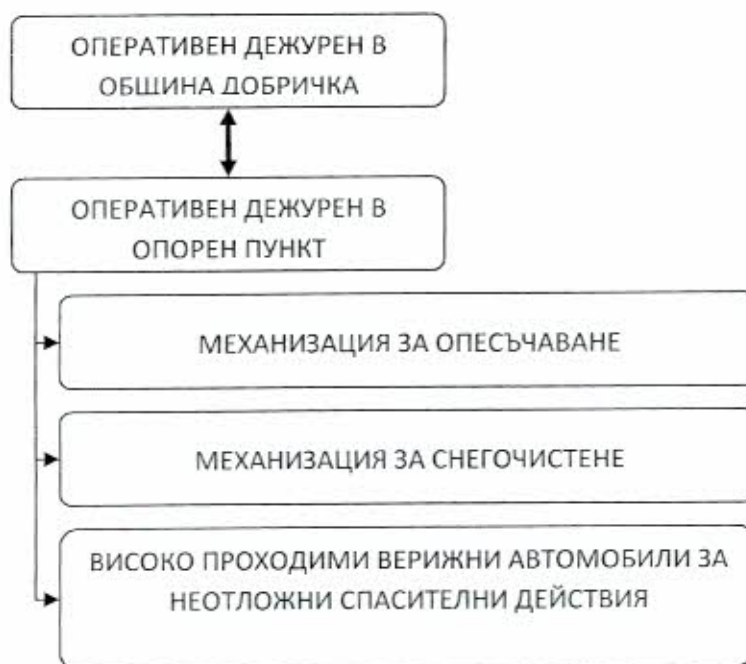 ОПЕРАТИВЕН ДЕЖУРЕН В
ОБЩИНА ДОБРИЧКА
ОПЕРАТИВЕН ДЕЖУРЕН В
ОПОРЕН ПУНКТ
МЕХАНИЗАЦИЯ ЗА ОПЕСЪЧАВАНЕ
МЕХАНИЗАЦИЯ ЗА СНЕГОЧИСТЕНЕ
ВИСОКО ПРОХОДИМИ ВЕРИЖНИ АВТОМОБИЛИ ЗА
НЕОТЛОЖНИ СПАСИТЕЛНИ ДЕЙСТВИЯ